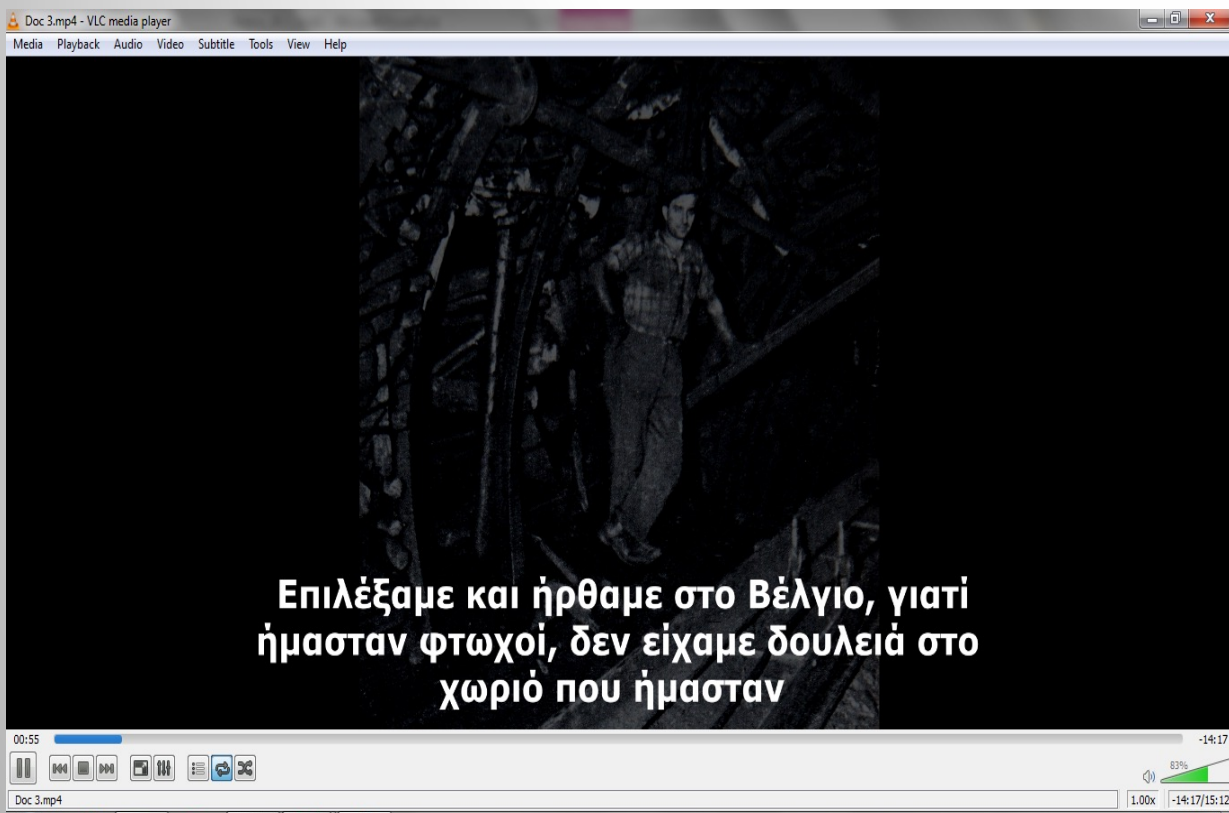 Doc 3.mp4 - VLC media player
Media Playback Audio Video Subtitle Tools View Help
Επιλέξαμε και ήρθαμε στο Βέλγιο, γιατί
ήμασταν φτωχοί, δεν είχαμε δουλειά στο
χωριό που ήμασταν
00:55 -14:17
83%
Doc 3.mp4 1.00x -14:17/15:12